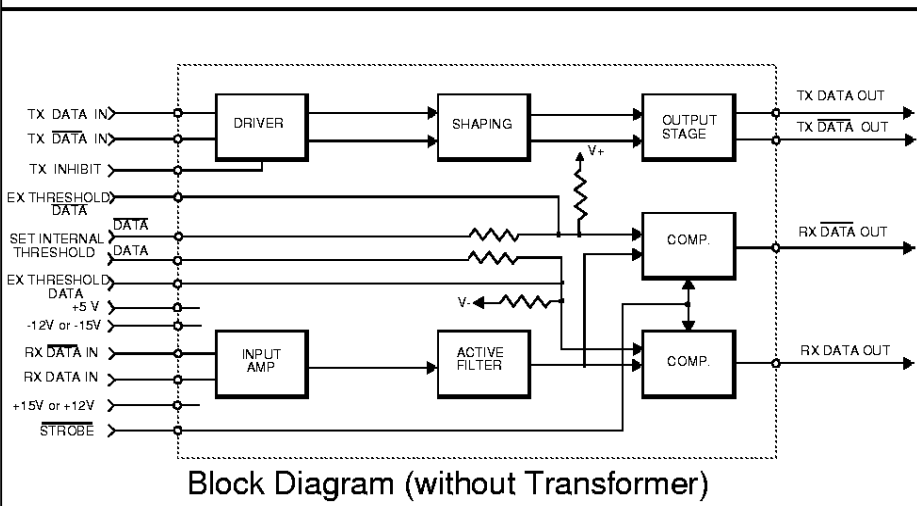 TX DATA IN
TX DATA IN
TX INHIBIT
EX THRESHOLD
DATA
DATA
SET INTERNAL
THRESHOLD
DATA
EX THRESHOLD
DATA
+5 V
-12V or -15V
RX DATA IN
RX DATA IN
+15V or +12V
STROBE
DRIVER
SHAPING
OUTPUT
STAGE
V+
COMP.
V-
INPUT
AMP
ACTIVE
FILTER
COMP.
TX DATA OUT
TX DATA OUT
RX DATA OUT
RX DATA OUT
Block Diagram (without Transformer)